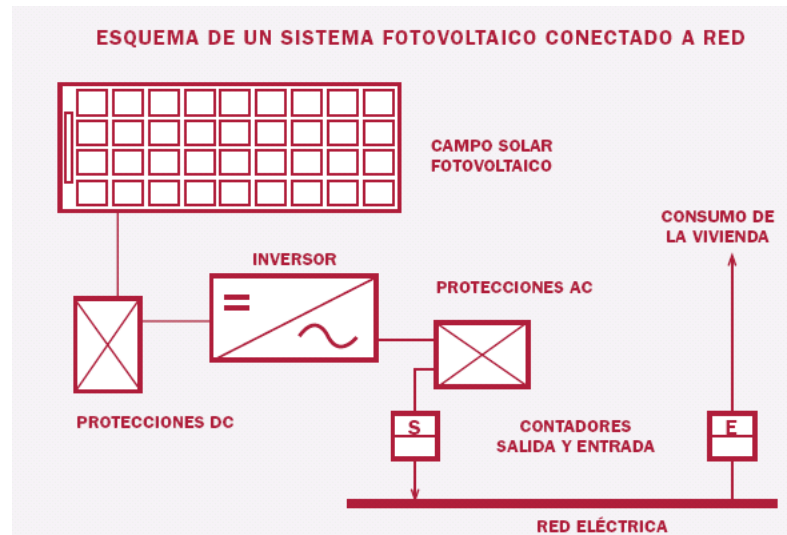 ESQUEMA DE UN SISTEMA FOTOVOLTAICO CONECTADO A RED
CAMPO SOLAR
FOTOVOLTAICO
CONSUMO DE
LA VIVIENDA
INVERSOR
PROTECCIONES AC
PROTECCIONES DC
S
CONTADORES
SALIDA Y ENTRADA
E
RED ELÉCTRICA